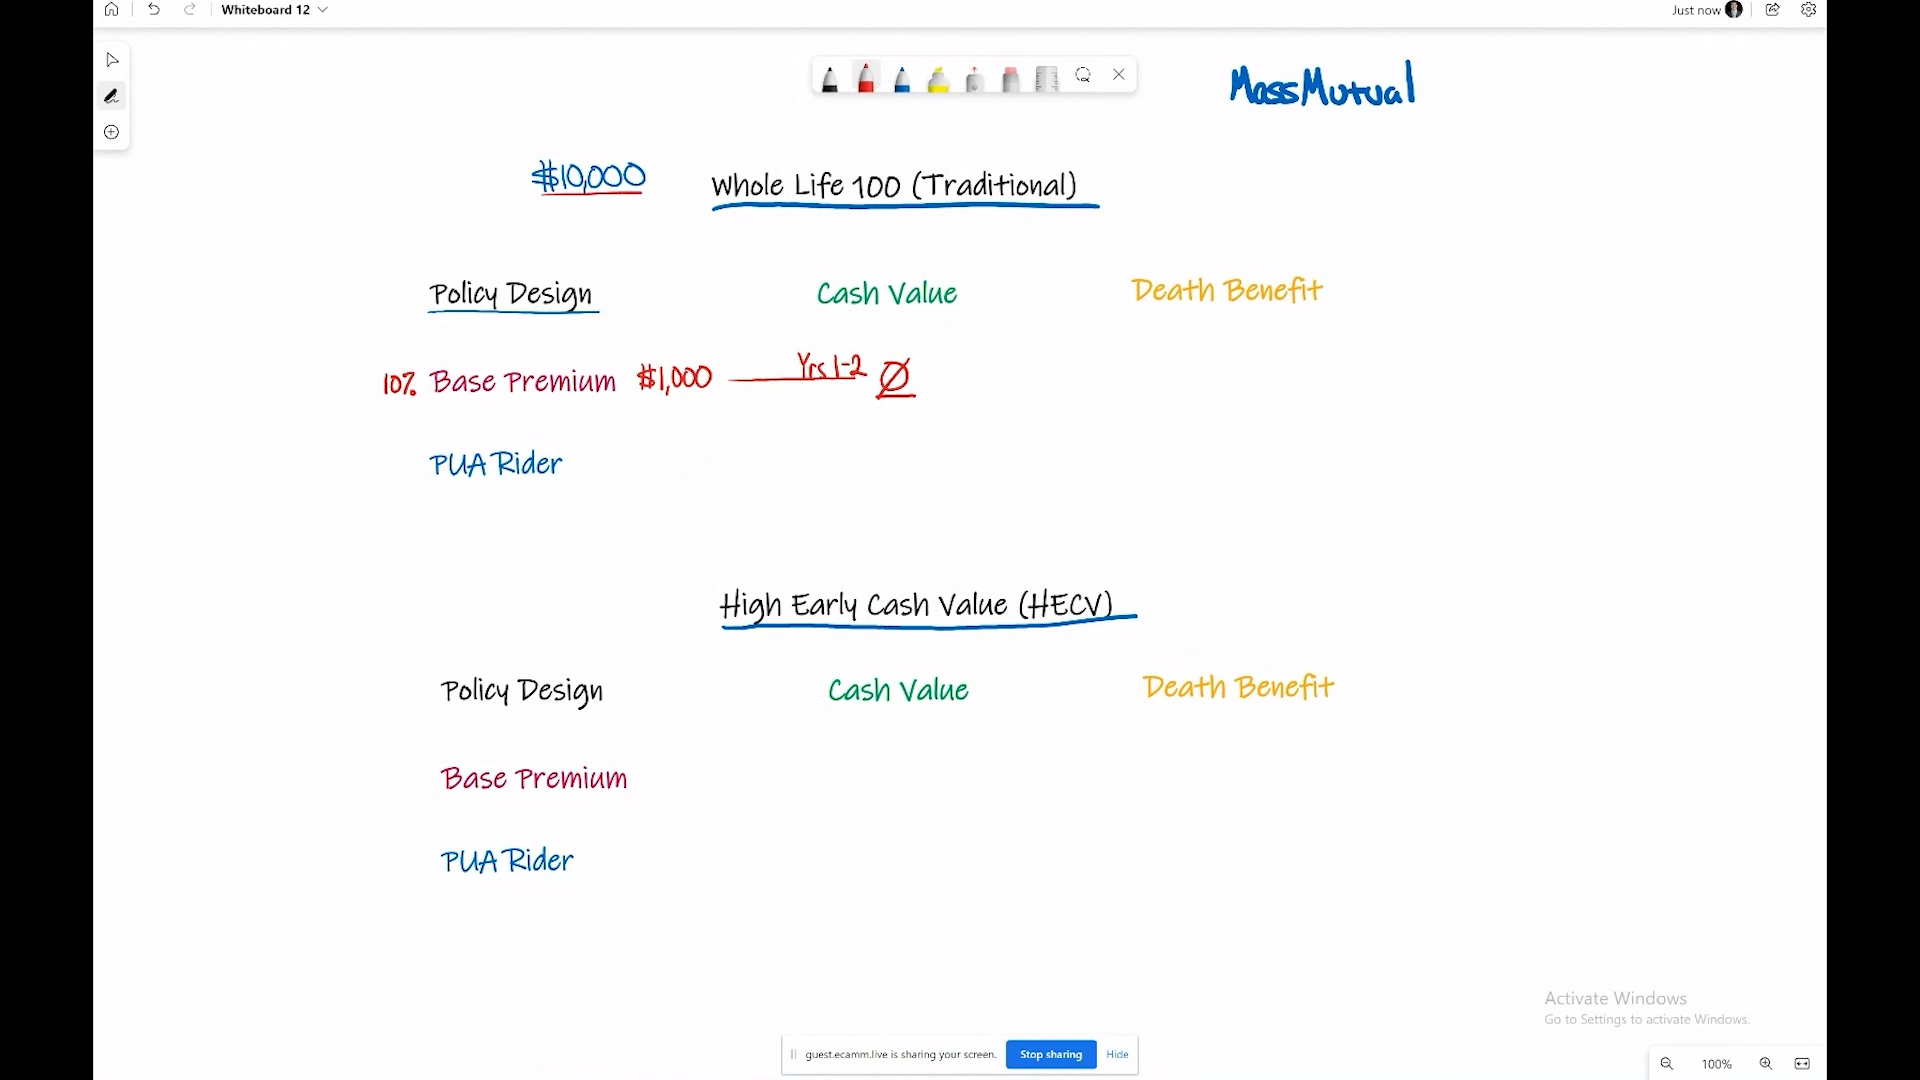 Whiteboard 12
Just now
MassMutual
$10,000 Whole Life 100 (Traditional)
Policy Design Cash Value Death Benefit
10% Base Premium $1,000 Yrs 1-2 Ø
PUA Rider
High Early Cash Value (HECV)
Policy Design Cash Value Death Benefit
Base Premium
PUA Rider
Activate Windows
Go to Settings to activate Windows.
guest.ecamm.live is sharing your screen. Stop sharing Hide
100%